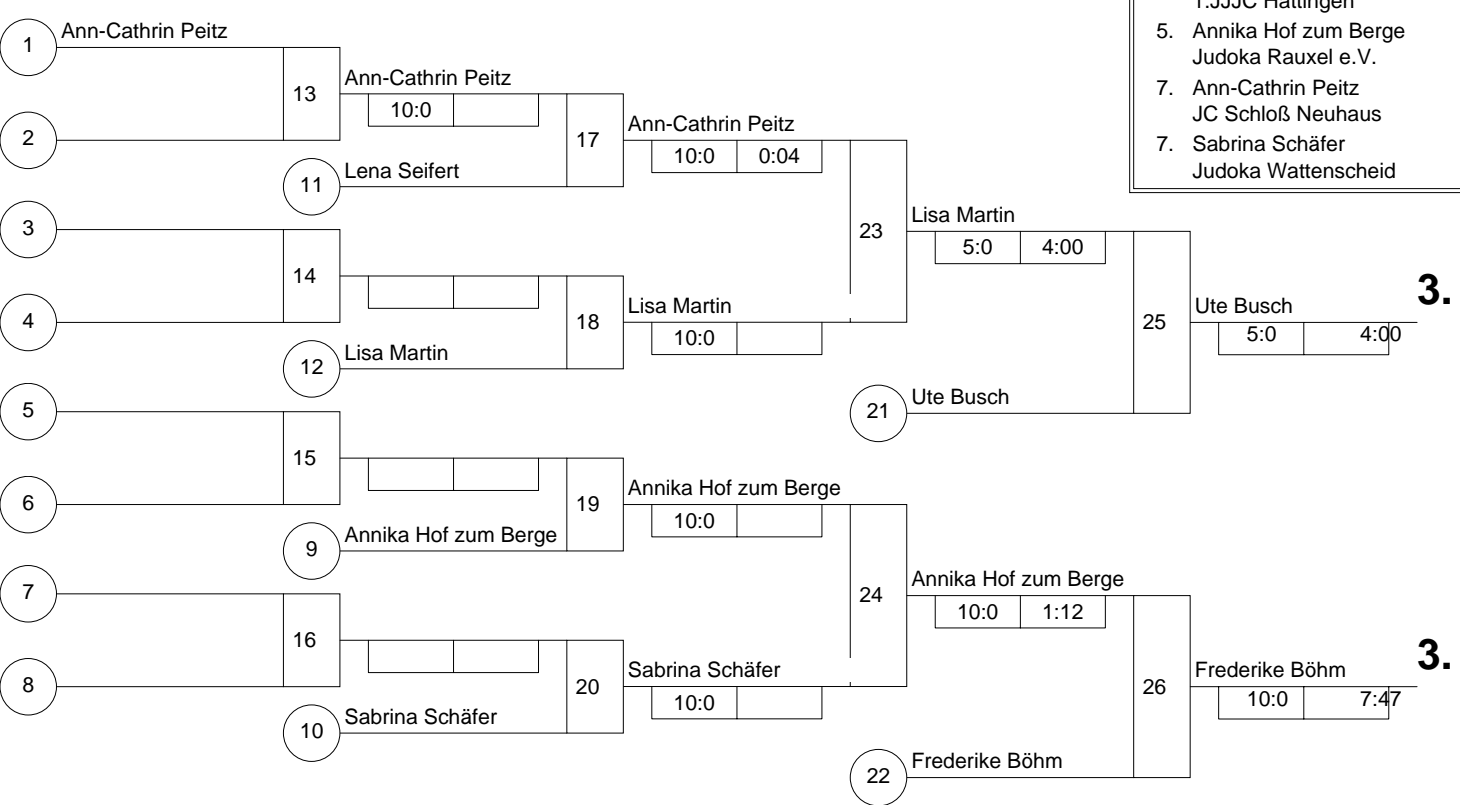 1.JJJC Hattingen
5. Annika Hof zum Berge
Judoka Rauxel e.V.
7. Ann-Cathrin Peitz
JC Schloß Neuhaus
7. Sabrina Schäfer
Judoka Wattenscheid
1 Ann-Cathrin Peitz
13 Ann-Cathrin Peitz
10:0
2
17 Ann-Cathrin Peitz
10:0 0:04
11 Lena Seifert
3
23 Lisa Martin
5:0 4:00
14
4
18 Lisa Martin
10:0
12 Lisa Martin
25 Ute Busch 3.
5:0 4:00
5
21 Ute Busch
15
6
19 Annika Hof zum Berge
10:0
9 Annika Hof zum Berge
7
24 Annika Hof zum Berge
10:0 1:12
16
8
20 Sabrina Schäfer
10:0
10 Sabrina Schäfer
26 Frederike Böhm 3.
10:0 7:47
22 Frederike Böhm